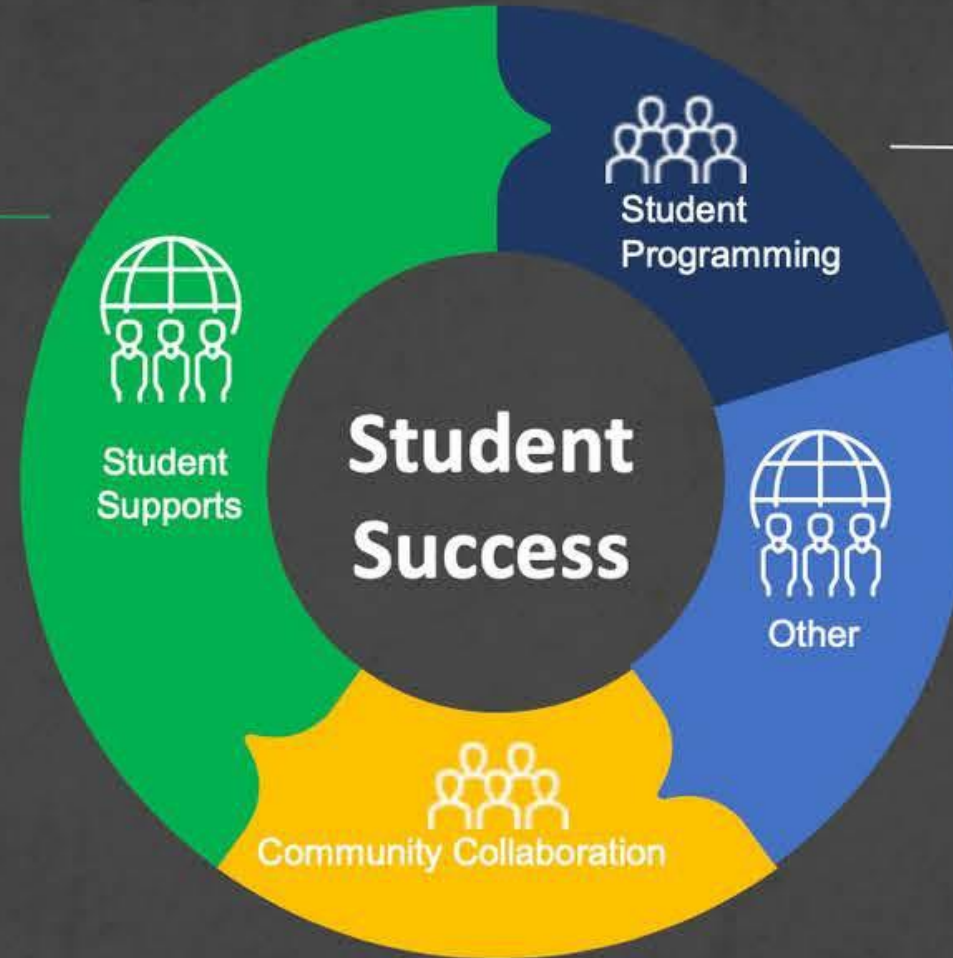 Student
Programming
Student
Supports
Student
Success
Other
Community Collaboration